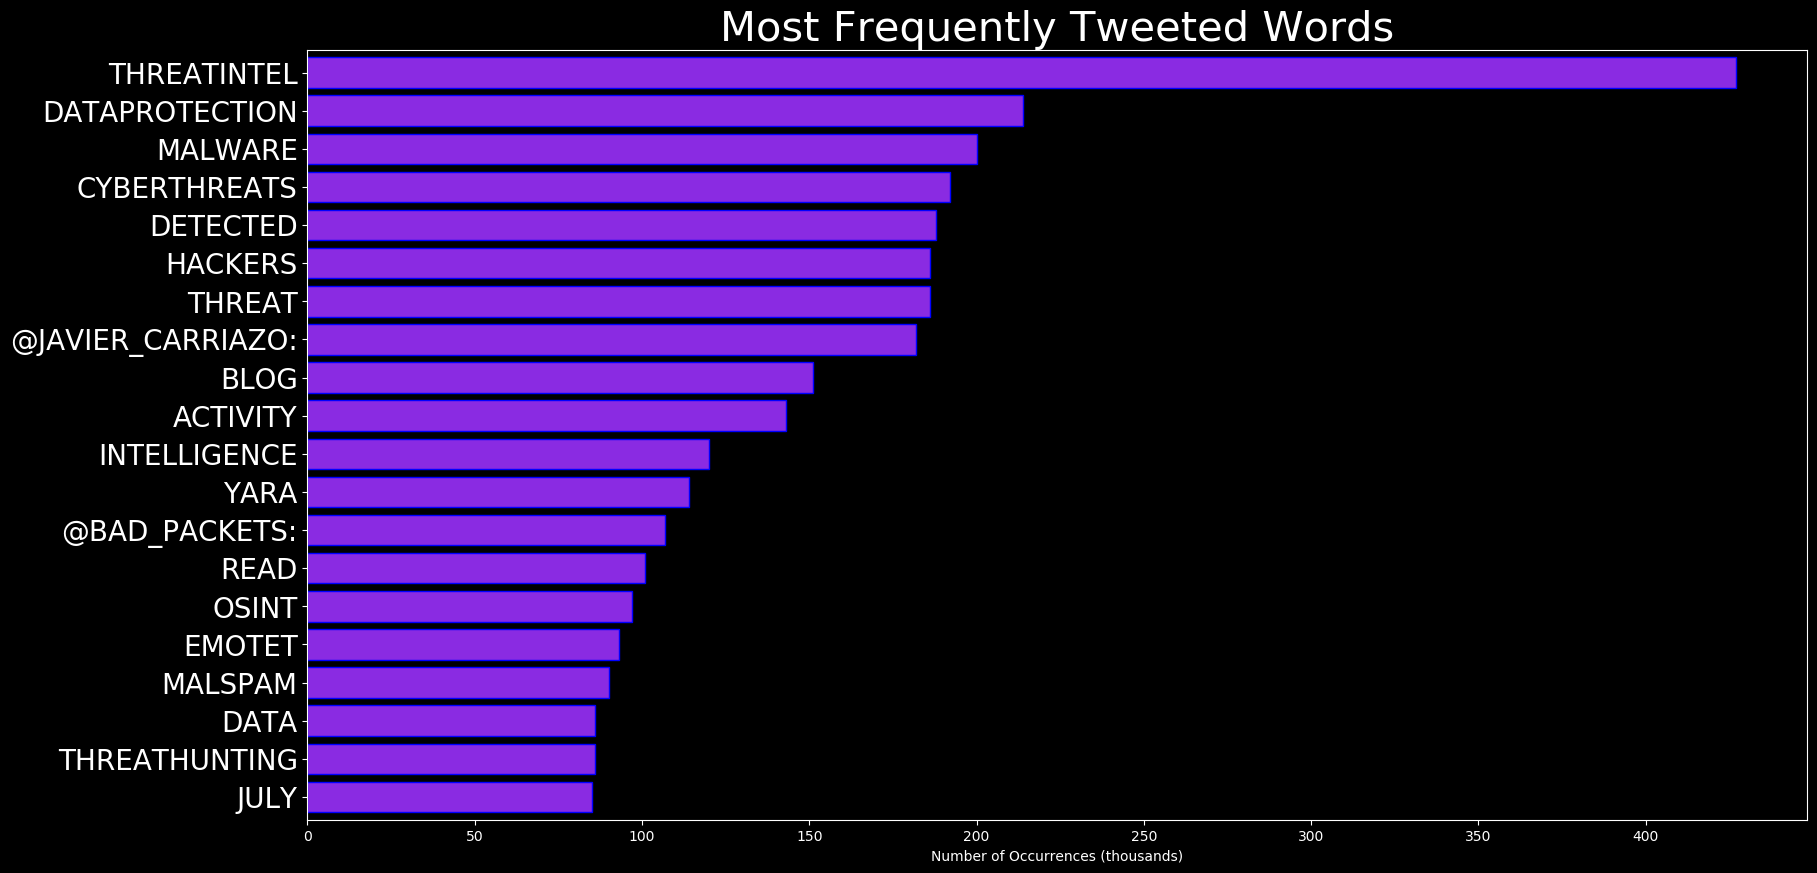 Most Frequently Tweeted Words
THREATINTEL
DATAPROTECTION
MALWARE
CYBERTHREATS
DETECTED
HACKERS
THREAT
@JAVIER_CARRIAZO:
BLOG
ACTIVITY
INTELLIGENCE
YARA
@BAD_PACKETS:
READ
OSINT
EMOTET
MALSPAM
DATA
THREATHUNTING
JULY
0 50 100 150 200 250 300 350 400
Number of Occurrences (thousands)